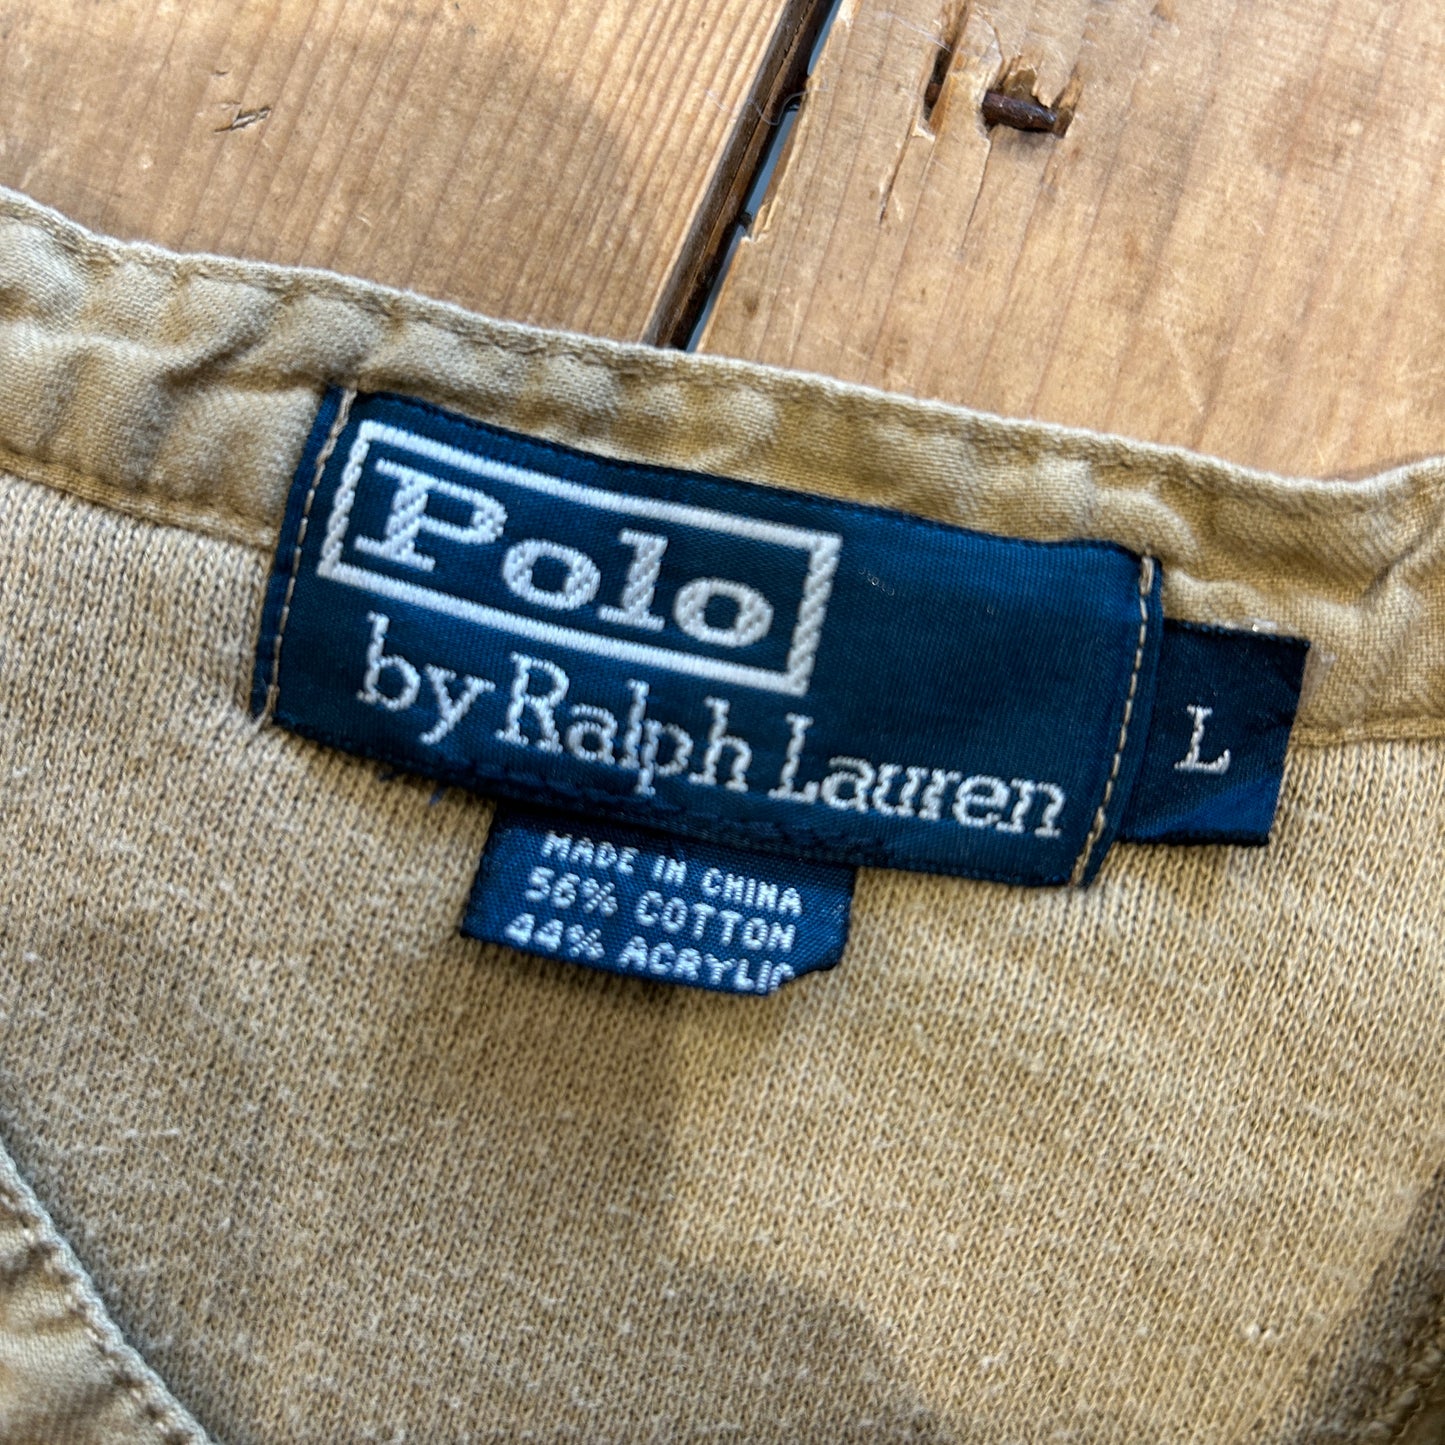 Polo
by Ralph Lauren
L
MADE IN CHINA
56% COTTON
44% ACRYLIC